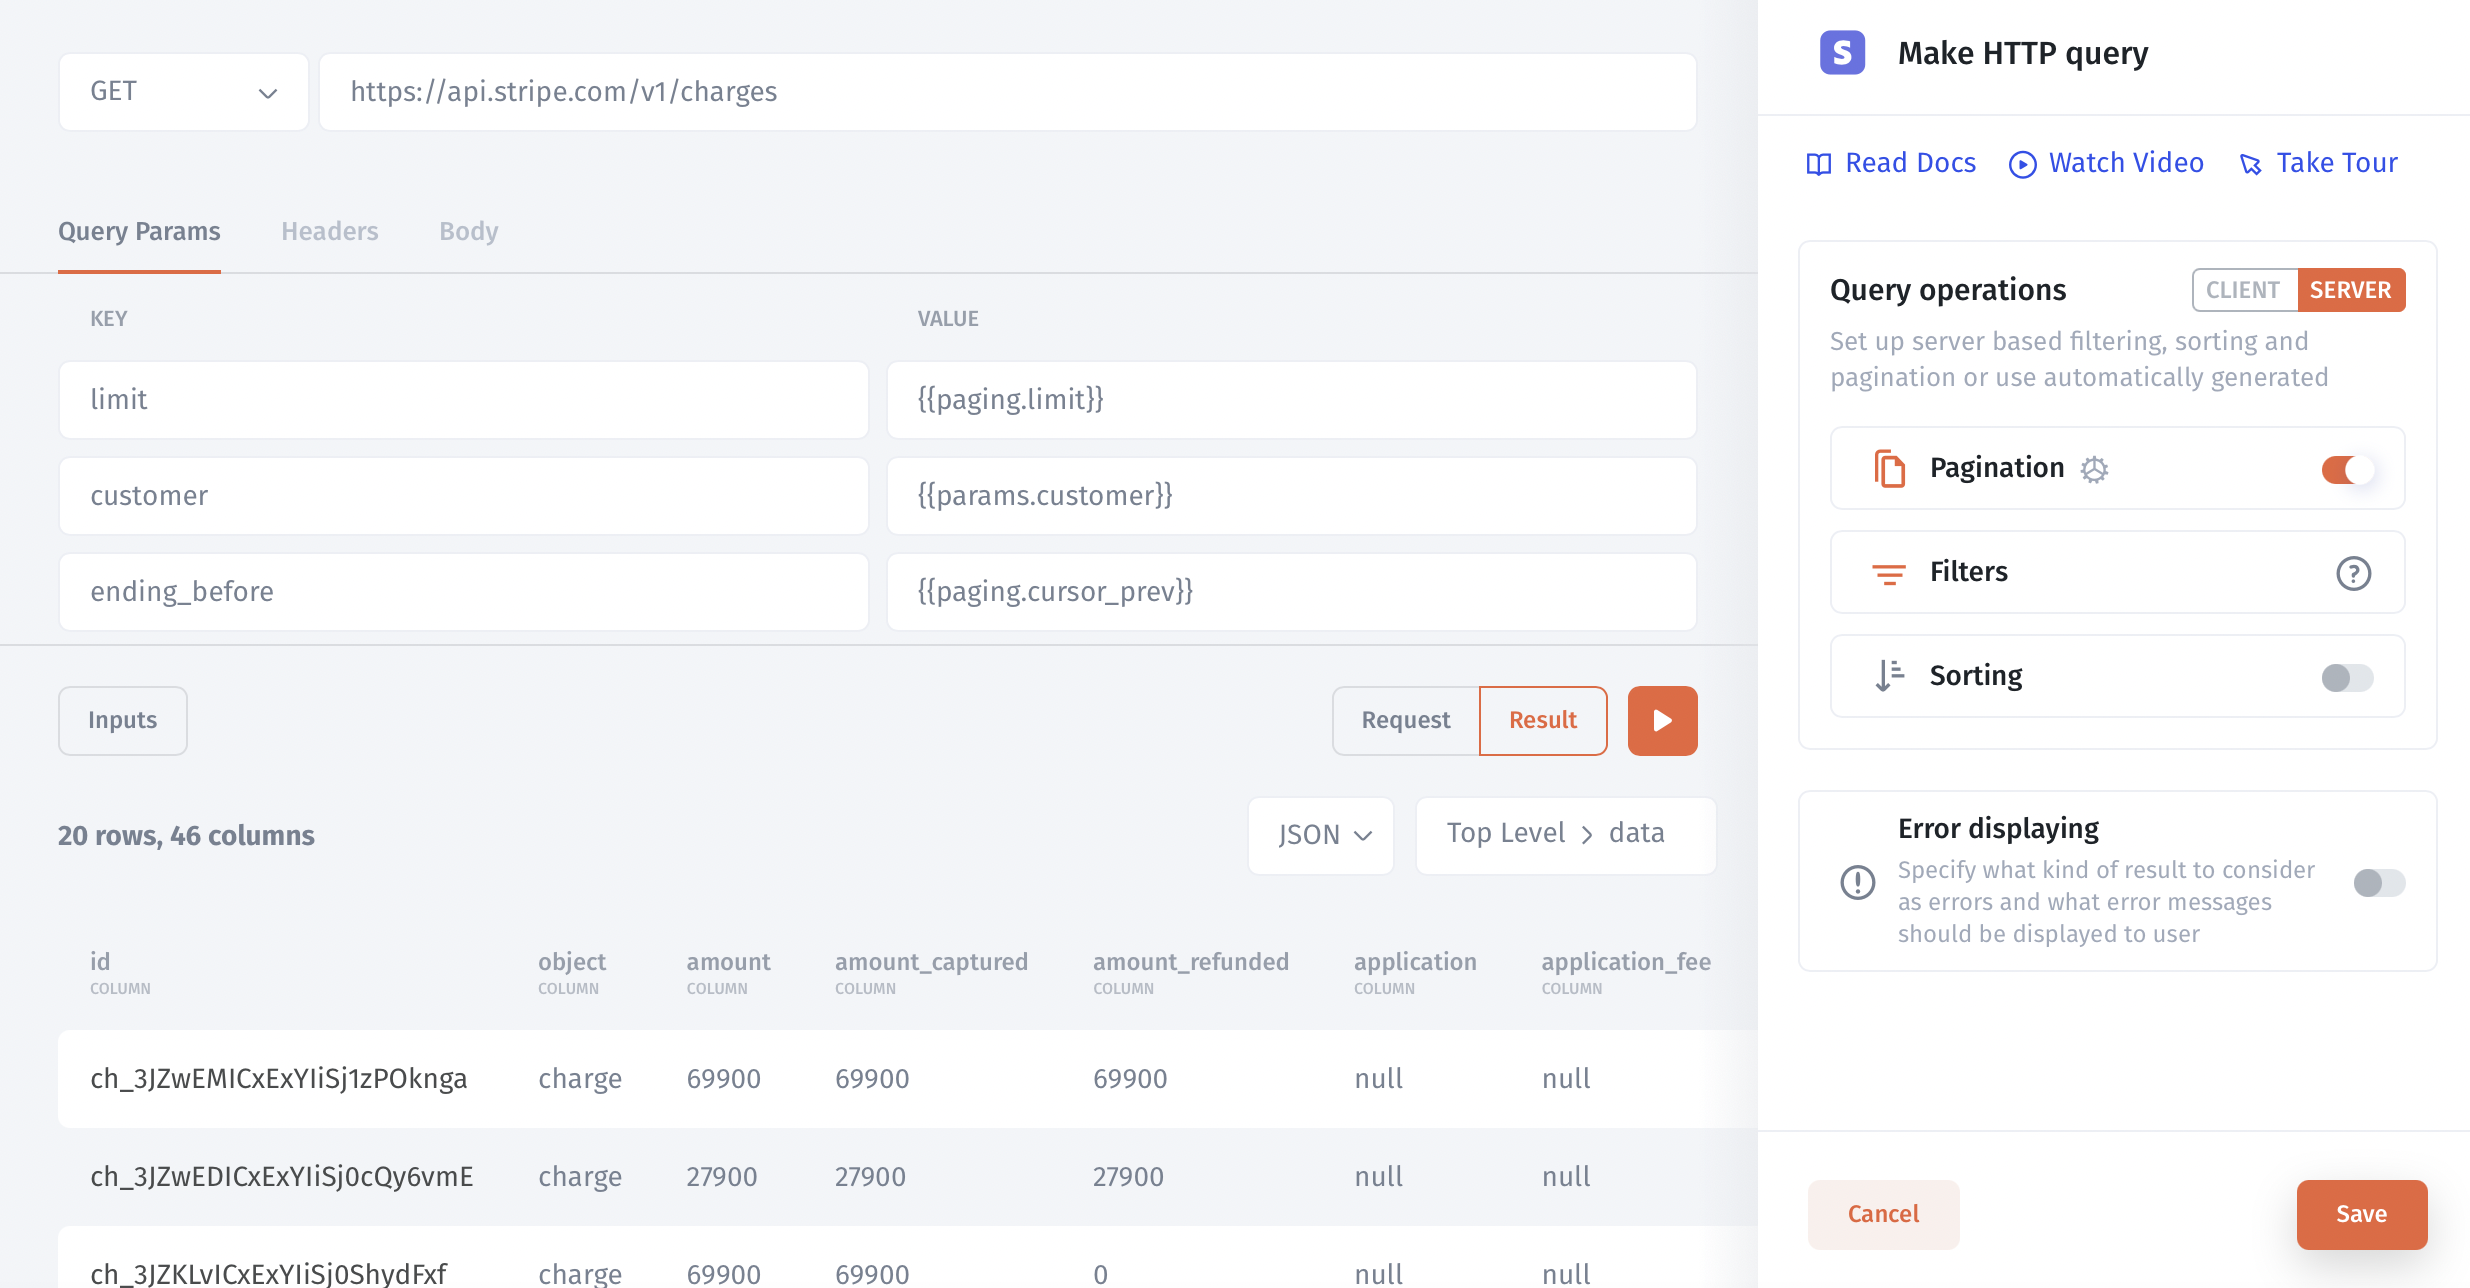 GET
https://api.stripe.com/v1/charges
Query Params Headers Body
KEY VALUE
limit {{paging.limit}}
customer {{params.customer}}
ending_before {{paging.cursor_prev}}
Inputs Request Result
20 rows, 46 columns JSON Top Level > data
id object amount amount_captured amount_refunded application application_fee
COLUMN COLUMN COLUMN COLUMN COLUMN COLUMN COLUMN
ch_3JZwEMICxExYIiSj1zPOknga charge 69900 69900 69900 null null
ch_3JZwEDICxExYIiSj0cQy6vmE charge 27900 27900 27900 null null
ch_3JZKLvICxExYIiSj0ShydFxf charge 69900 69900 0 null null
S Make HTTP query
Read Docs Watch Video Take Tour
Query operations CLIENT SERVER
Set up server based filtering, sorting and
pagination or use automatically generated
Pagination
Filters ?
Sorting
Error displaying
Specify what kind of result to consider
as errors and what error messages
should be displayed to user
Cancel Save